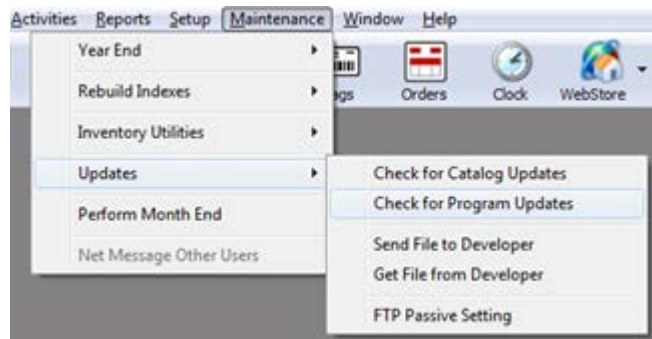 Activities Reports Setup Maintenance Window Help
Year End
Rebuild Indexes
Inventory Utilities
Updates
Perform Month End
Net Message Other Users
Orders Clock WebStore
Check for Catalog Updates
Check for Program Updates
Send File to Developer
Get File from Developer
FTP Passive Setting